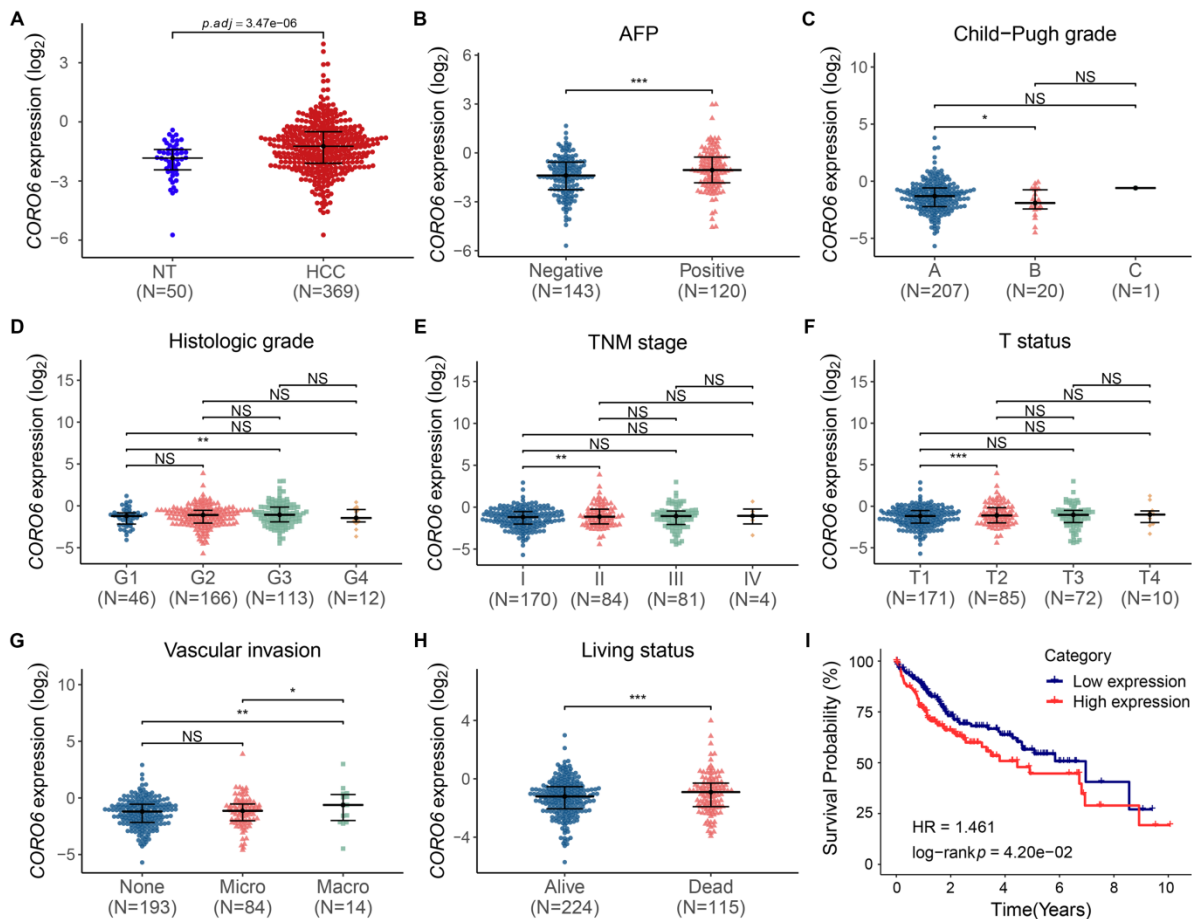 A
p.adj = 3.47e−06
CORO6 expression (log2)
3
0
−3
−6
NT
(N=50)
HCC
(N=369)
B
AFP
***
CORO6 expression (log2)
6
3
0
−3
−6
Negative
(N=143)
Positive
(N=120)
C
Child−Pugh grade
NS
NS
*
CORO6 expression (log2)
10
5
0
−5
A
(N=207)
B
(N=20)
C
(N=1)
D
Histologic grade
NS
NS
NS
NS
**
NS
CORO6 expression (log2)
15
10
5
0
−5
G1
(N=46)
G2
(N=166)
G3
(N=113)
G4
(N=12)
E
TNM stage
NS
NS
NS
NS
NS
**
CORO6 expression (log2)
15
10
5
0
−5
I
(N=170)
II
(N=84)
III
(N=81)
IV
(N=4)
F
T status
NS
NS
NS
NS
NS
***
CORO6 expression (log2)
15
10
5
0
−5
T1
(N=171)
T2
(N=85)
T3
(N=72)
T4
(N=10)
G
Vascular invasion
*
**
NS
CORO6 expression (log2)
10
5
0
−5
None
(N=193)
Micro
(N=84)
Macro
(N=14)
H
Living status
***
CORO6 expression (log2)
8
4
0
−4
Alive
(N=224)
Dead
(N=115)
I
Category
Low expression
High expression
Survival Probability (%)
100
75
50
25
0
HR = 1.461
log−rank p = 4.20e−02
0 2 4 6 8 10
Time(Years)